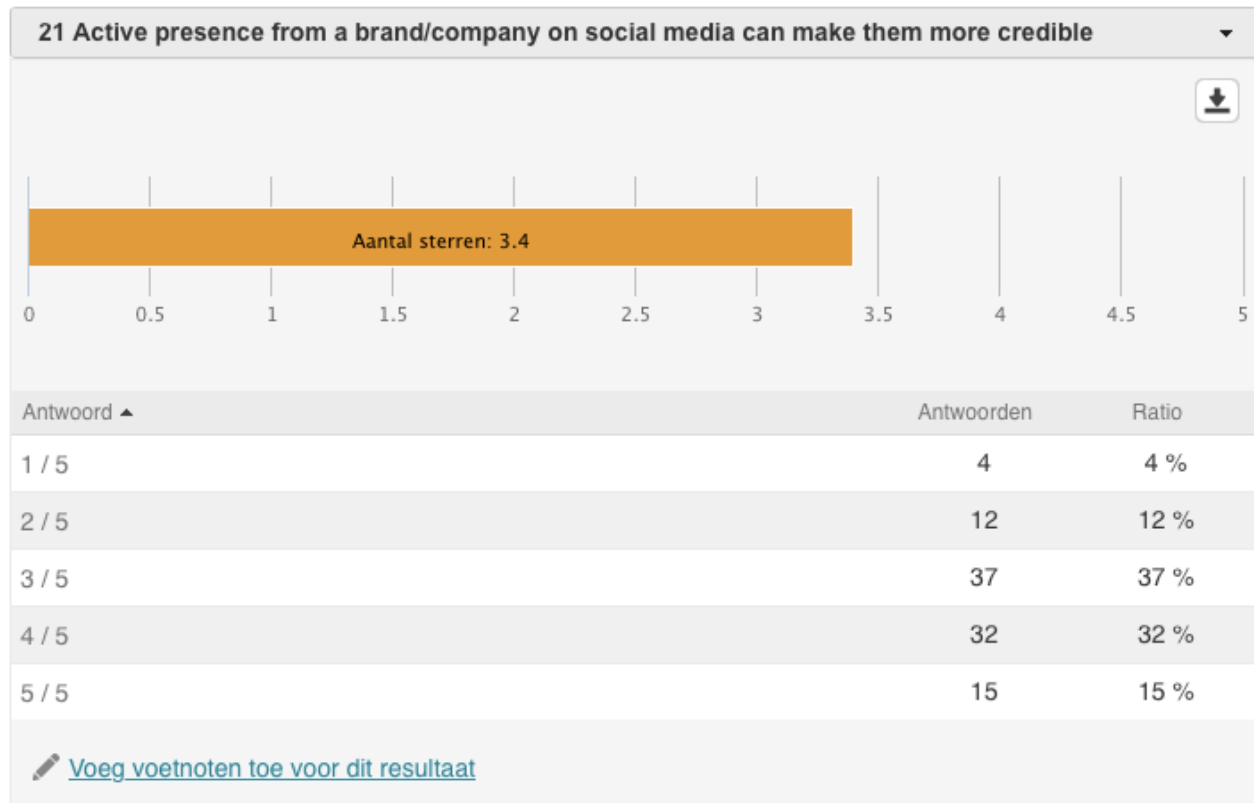 21 Active presence from a brand/company on social media can make them more credible
Aantal sterren: 3.4
0 0.5 1 1.5 2 2.5 3 3.5 4 4.5 5
Antwoord Antwoorden Ratio
1 / 5 4 4 %
2 / 5 12 12 %
3 / 5 37 37 %
4 / 5 32 32 %
5 / 5 15 15 %
Voeg voetnoten toe voor dit resultaat